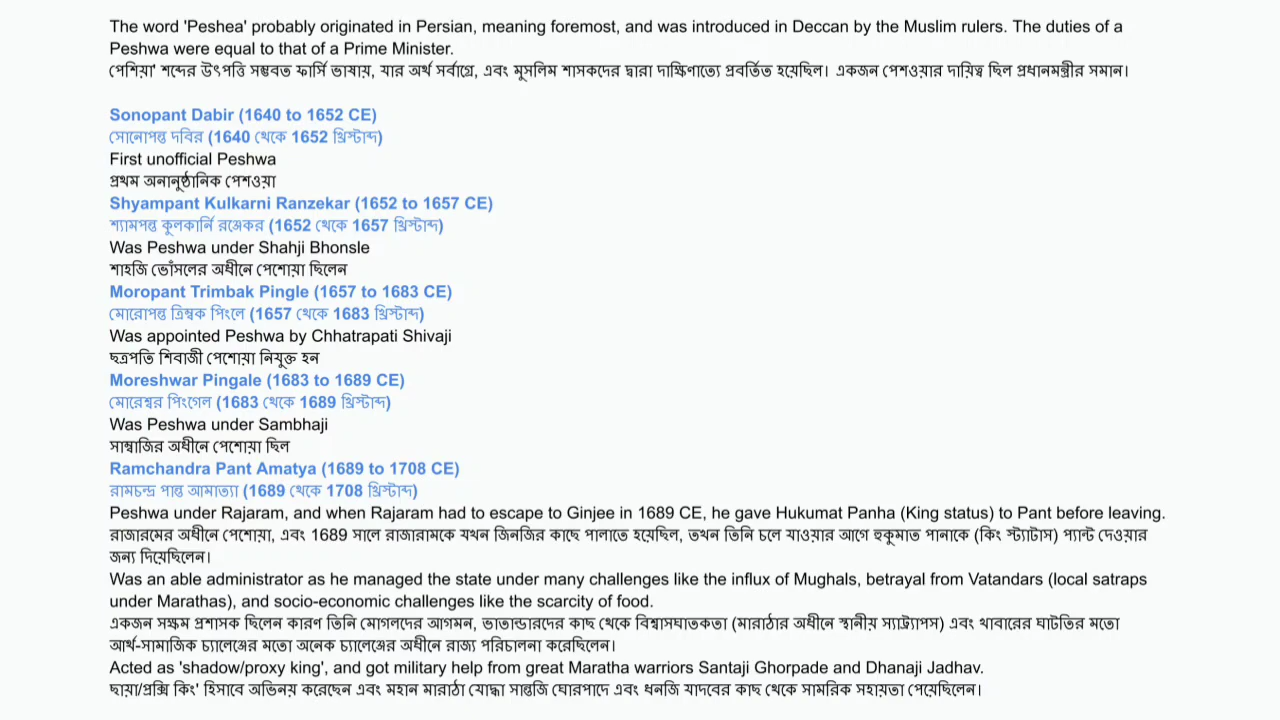 The word 'Peshea' probably originated in Persian, meaning foremost, and was introduced in Deccan by the Muslim rulers. The duties of a
Peshwa were equal to that of a Prime Minister.
পেশিয়া' শব্দের উৎপত্তি সম্ভবত ফার্সি ভাষায়, যার অর্থ সর্বাগ্রে, এবং মুসলিম শাসকদের দ্বারা দাক্ষিণাত্যে প্রবর্তিত হয়েছিল। একজন পেশওয়ার দায়িত্ব ছিল প্রধানমন্ত্রীর সমান।
Sonopant Dabir (1640 to 1652 CE)
সোনোপন্ত দবির (1640 থেকে 1652 খ্রিস্টাব্দ)
First unofficial Peshwa
প্রথম অনানুষ্ঠানিক পেশওয়া
Shyampant Kulkarni Ranzekar (1652 to 1657 CE)
শ্যামপন্ত কুলকার্নি রঞ্জেকর (1652 থেকে 1657 খ্রিস্টাব্দ)
Was Peshwa under Shahji Bhonsle
শাহজি ভোঁসলের অধীনে পেশোয়া ছিলেন
Moropant Trimbak Pingle (1657 to 1683 CE)
মোরোপন্ত ত্রিম্বক পিংলে (1657 থেকে 1683 খ্রিস্টাব্দ)
Was appointed Peshwa by Chhatrapati Shivaji
ছত্রপতি শিবাজী পেশোয়া নিযুক্ত হন
Moreshwar Pingale (1683 to 1689 CE)
মোরেশ্বর পিংগেল (1683 থেকে 1689 খ্রিস্টাব্দ)
Was Peshwa under Sambhaji
সাম্বাজির অধীনে পেশোয়া ছিল
Ramchandra Pant Amatya (1689 to 1708 CE)
রামচন্দ্র পান্ত আমাত্যা (1689 থেকে 1708 খ্রিস্টাব্দ)
Peshwa under Rajaram, and when Rajaram had to escape to Ginjee in 1689 CE, he gave Hukumat Panha (King status) to Pant before leaving.
রাজারমের অধীনে পেশোয়া, এবং 1689 সালে রাজারামকে যখন জিনজির কাছে পালাতে হয়েছিল, তখন তিনি চলে যাওয়ার আগে হুকুমাত পানাকে (কিং স্ট্যাটাস) প্যান্ট দেওয়ার
জন্য দিয়েছিলেন।
Was an able administrator as he managed the state under many challenges like the influx of Mughals, betrayal from Vatandars (local satraps
under Marathas), and socio-economic challenges like the scarcity of food.
একজন সক্ষম প্রশাসক ছিলেন কারণ তিনি মোগলদের আগমন, ভাতান্ডারদের কাছ থেকে বিশ্বাসঘাতকতা (মারাঠার অধীনে স্থানীয় স্যাট্র্যাপস) এবং খাবারের ঘাটতির মতো
আর্থ-সামাজিক চ্যালেঞ্জের মতো অনেক চ্যালেঞ্জের অধীনে রাজ্য পরিচালনা করেছিলেন।
Acted as 'shadow/proxy king', and got military help from great Maratha warriors Santaji Ghorpade and Dhanaji Jadhav.
ছায়া/প্রক্সি কিং' হিসাবে অভিনয় করেছেন এবং মহান মারাঠা যোদ্ধা সান্তজি ঘোরপাদে এবং ধনজি যাদবের কাছ থেকে সামরিক সহায়তা পেয়েছিলেন।